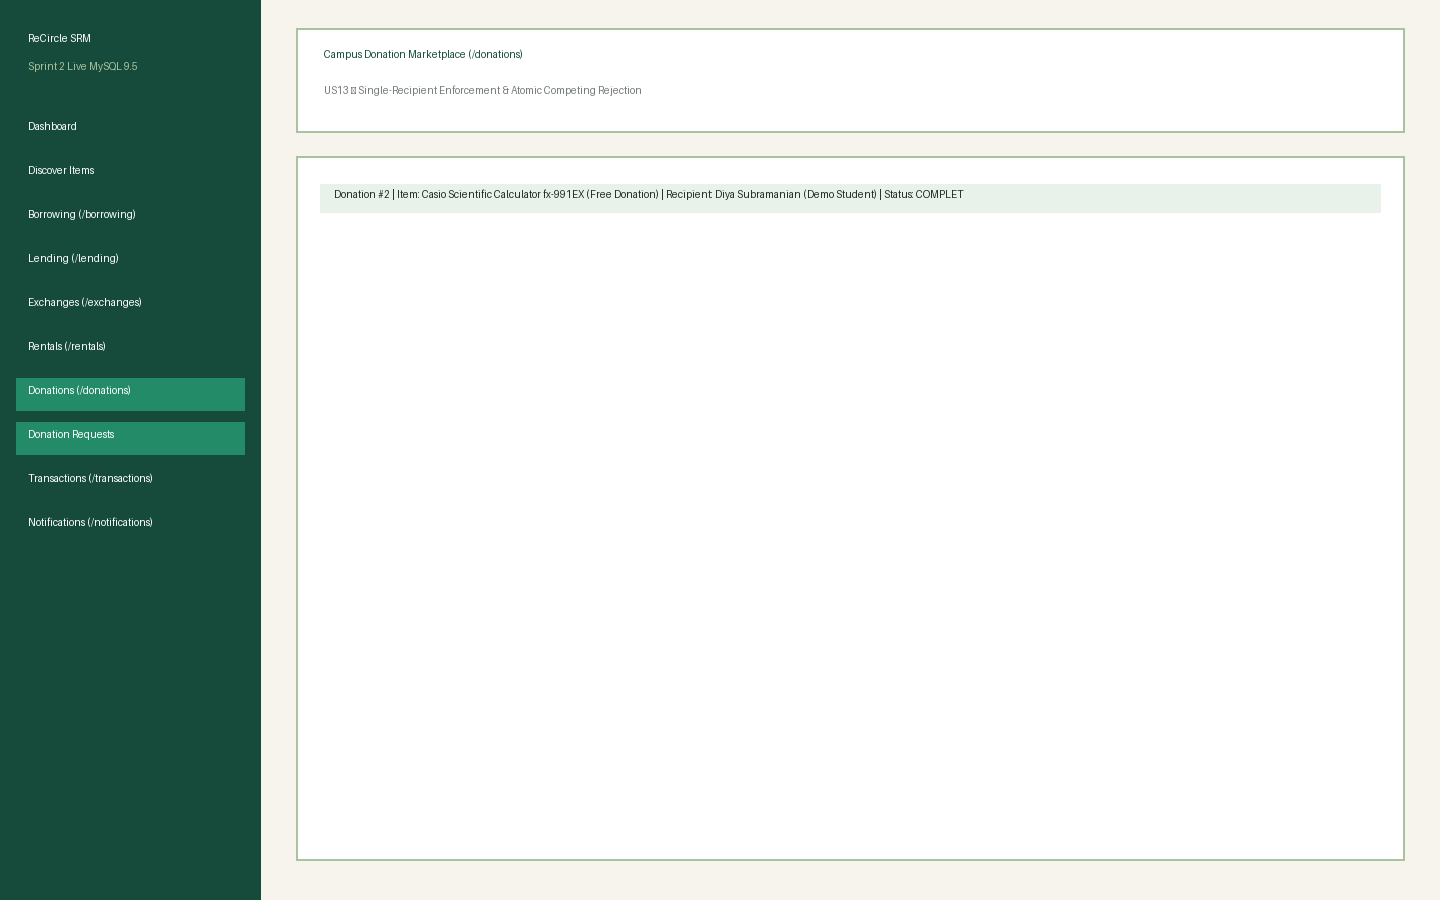 ReCircle SRM
Sprint 2 Live MySQL 9.5
Dashboard
Discover Items
Borrowing (/borrowing)
Lending (/lending)
Exchanges (/exchanges)
Rentals (/rentals)
Donations (/donations)
Donation Requests
Transactions (/transactions)
Notifications (/notifications)
Campus Donation Marketplace (/donations)
US13 Single-Recipient Enforcement & Atomic Competing Rejection
Donation #2 | Item: Casio Scientific Calculator fx-991EX (Free Donation) | Recipient: Diya Subramanian (Demo Student) | Status: COMPLET